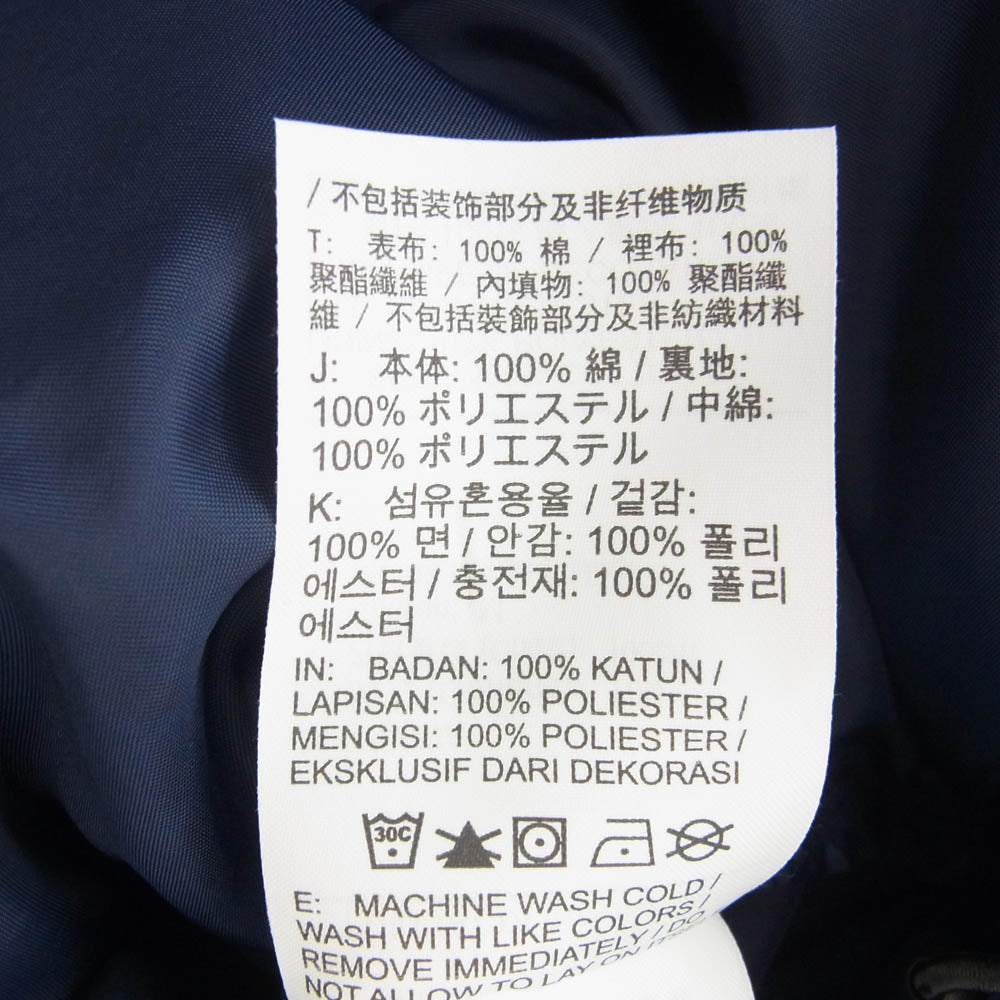 / 不包括装饰部分及非纤维物质
T: 表布: 100% 棉 / 裡布: 100%
聚酯纖維 / 內填物: 100% 聚酯纖
維 / 不包括裝飾部分及非紡織材料
J: 本体: 100% 綿 / 裏地:
100% ポリエステル / 中綿:
100% ポリエステル
K: 섬유혼용율 / 겉감:
100% 면 / 안감: 100% 폴리
에스터 / 충전재: 100% 폴리
에스터
IN: BADAN: 100% KATUN /
LAPISAN: 100% POLIESTER /
MENGISI: 100% POLIESTER /
EKSKLUSIF DARI DEKORASI
30C
E: MACHINE WASH COLD /
WASH WITH LIKE COLORS /
REMOVE IMMEDIATELY / DO
NOT ALLOW TO LAY ON